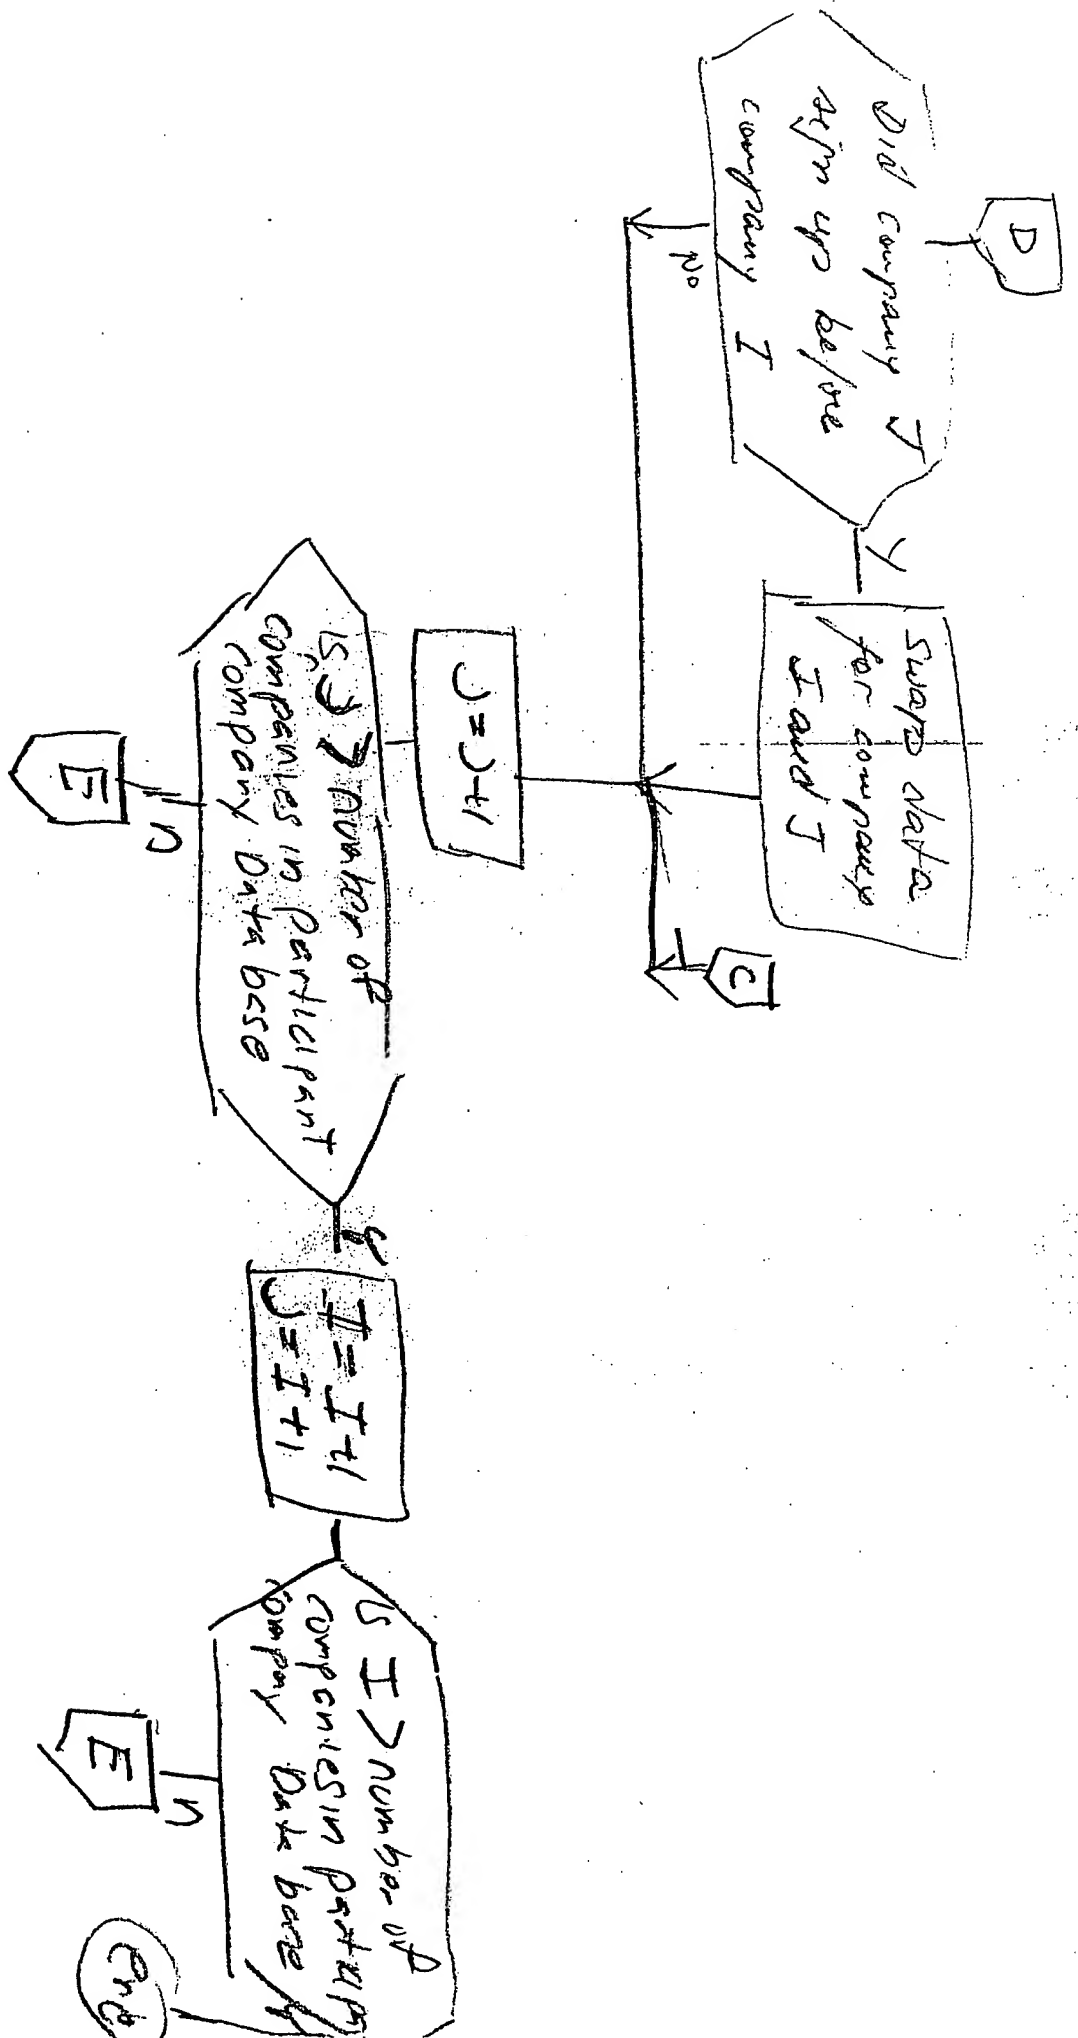 D
Did company J
sign up before
company I
No
Y
Swap data
for company
I and J
C
J=J+1
is J > number of
companies in participant
company Data base
n
E
Y
I = I+1
J = I+1
is I > number of
companies in
company Data base
n
E
end